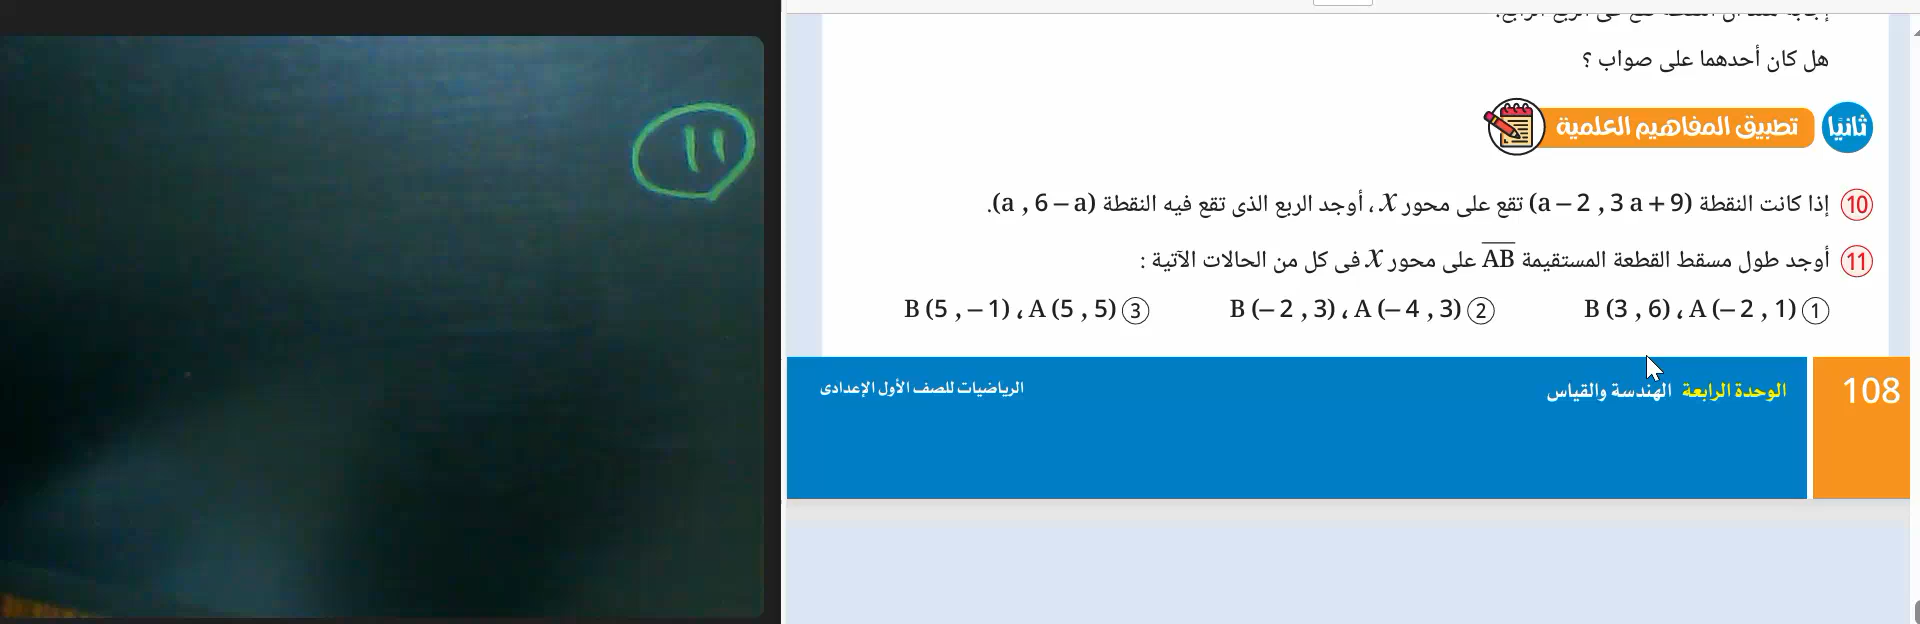 ١١
هل كان أحدهما على صواب ؟
ثانيًا تطبيق المفاهيم العلمية
10 إذا كانت النقطة (a – 2 , 3 a + 9) تقع على محور x ، أوجد الربع الذى تقع فيه النقطة (a , 6 – a).
11 أوجد طول مسقط القطعة المستقيمة AB على محور x فى كل من الحالات الآتية :
1 A (– 2 , 1) ، B (3 , 6) 2 A (– 4 , 3) ، B (– 2 , 3) 3 A (5 , 5) ، B (5 , – 1)
108 الوحدة الرابعة الهندسة والقياس الرياضيات للصف الأول الإعدادى